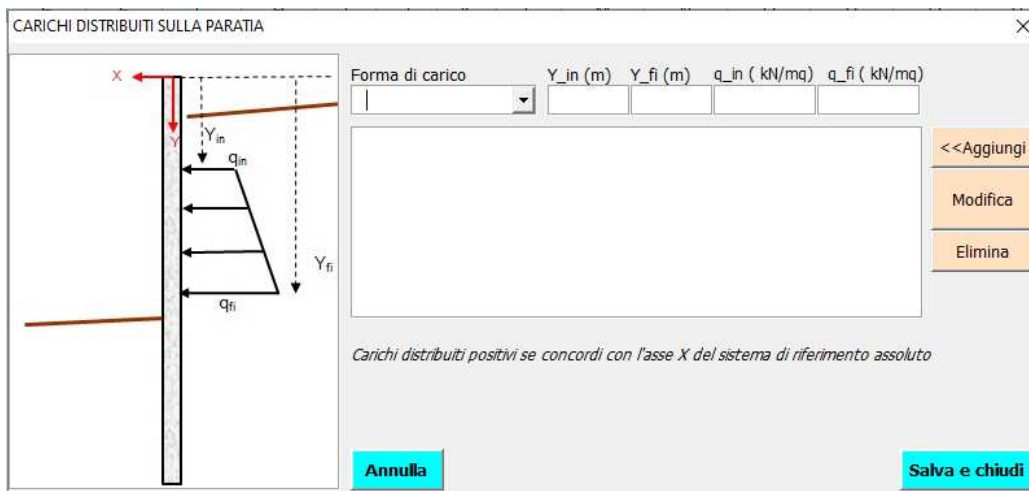 CARICHI DISTRIBUITI SULLA PARATIA
X
Y
Yin
qin
Yfi
qfi
Forma di carico
Y_in (m)
Y_fi (m)
q_in ( kN/mq)
q_fi ( kN/mq)
<<Aggiungi
Modifica
Elimina
Carichi distribuiti positivi se concordi con l'asse X del sistema di riferimento assoluto
Annulla
Salva e chiudi